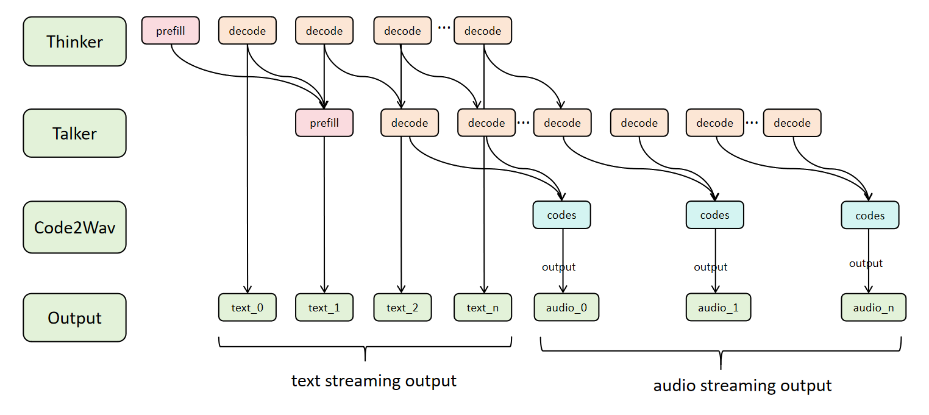 Thinker
prefill
decode
decode
decode
...
decode
Talker
prefill
decode
decode
...
decode
decode
decode
...
decode
Code2Wav
codes
codes
codes
output
output
output
Output
text_0
text_1
text_2
text_n
audio_0
audio_1
audio_n
text streaming output
audio streaming output